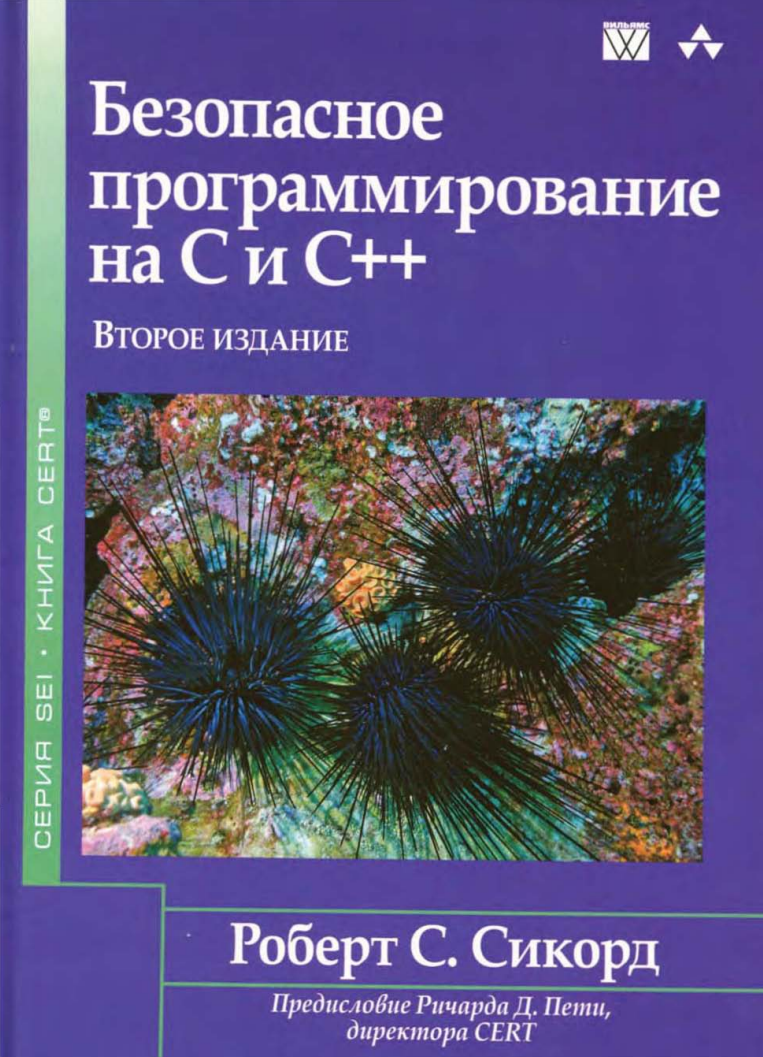 ВИЛЬЯМС
Безопасное
программирование
на С и С++
Второе издание
СЕРИЯ SEI • КНИГА CERT®
Роберт С. Сикорд
Предисловие Ричарда Д. Пети,
директора CERT